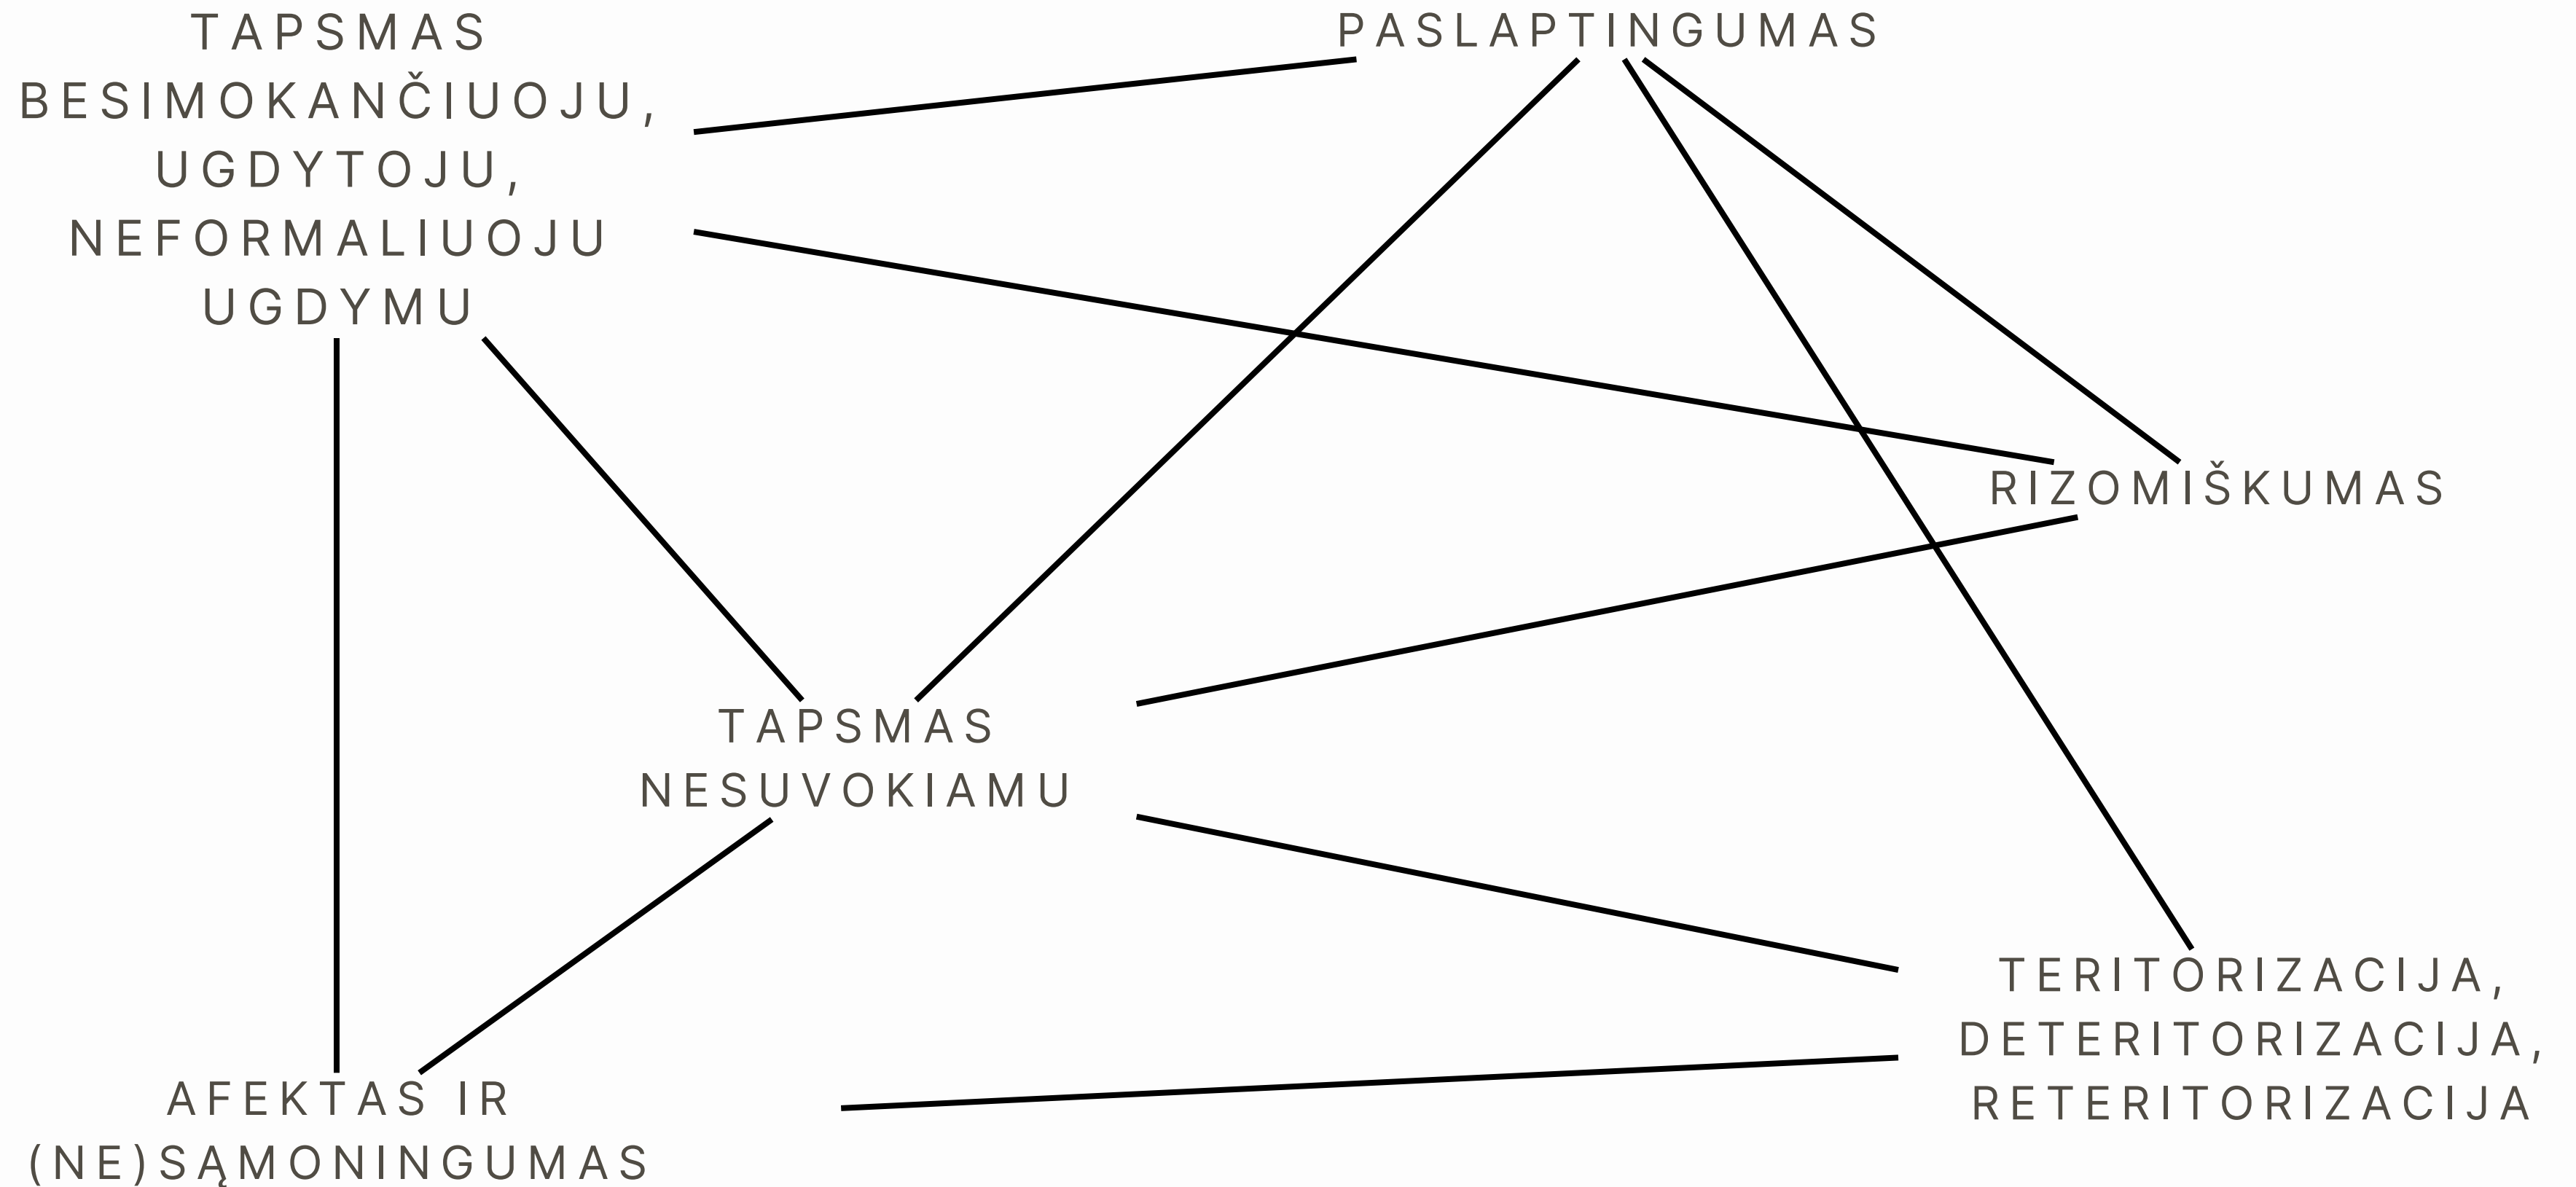 TAPSMAS
BESIMOKANČIUOJU,
UGDYTOJU,
NEFORMALIUOJU
UGDYMU
PASLAPTINGUMAS
RIZOMIŠKUMAS
TAPSMAS
NESUVOKIAMU
TERITORIZACIJA,
DETERITORIZACIJA,
RETERITORIZACIJA
AFEKTAS IR
(NE)SĄMONINGUMAS